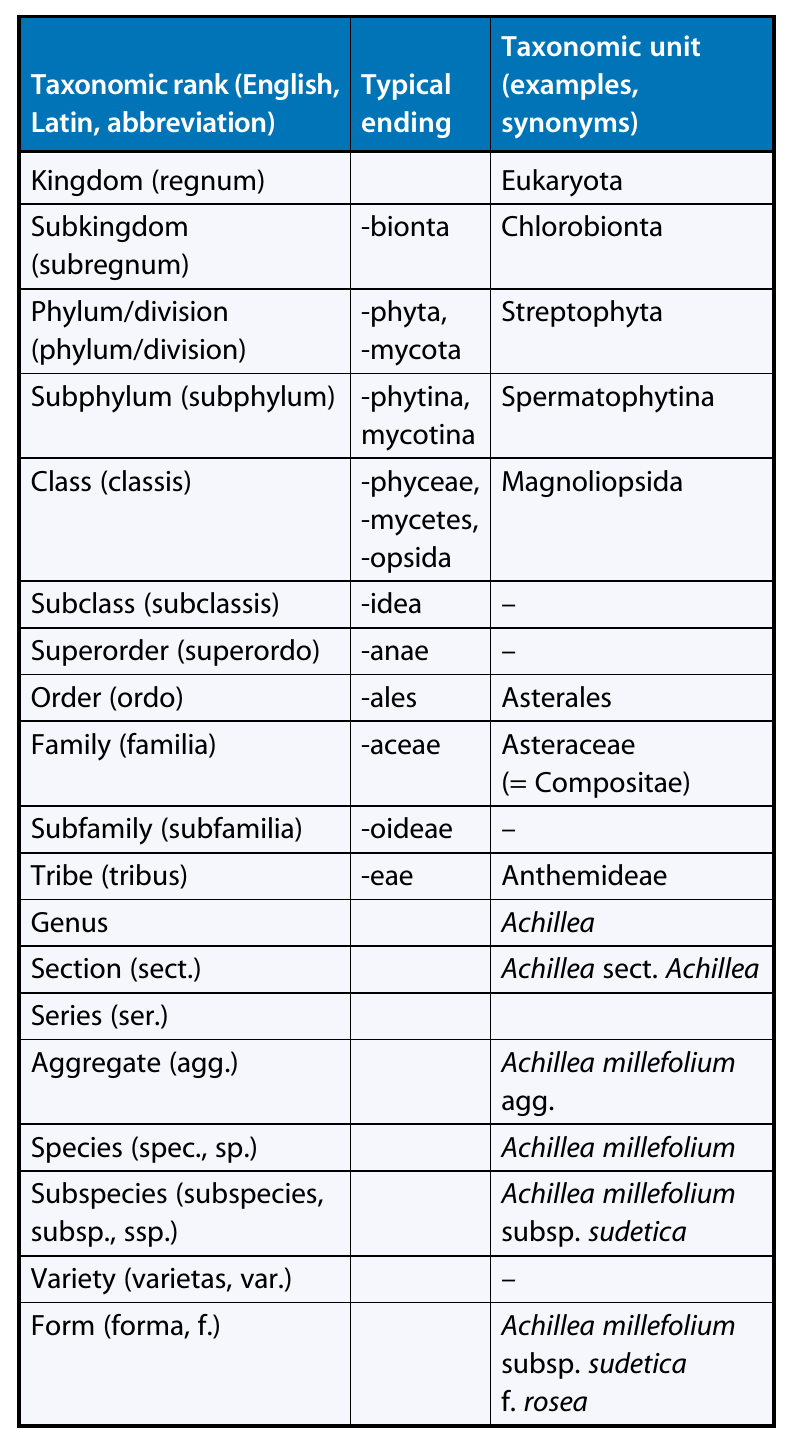 Taxonomic rank (English,
Latin, abbreviation)
Typical
ending
Taxonomic unit
(examples,
synonyms)
Kingdom (regnum)
Eukaryota
Subkingdom
(subregnum)
-bionta
Chlorobionta
Phylum/division
(phylum/division)
-phyta,
-mycota
Streptophyta
Subphylum (subphylum)
-phytina,
mycotina
Spermatophytina
Class (classis)
-phyceae,
-mycetes,
-opsida
Magnoliopsida
Subclass (subclassis)
-idea
–
Superorder (superordo)
-anae
–
Order (ordo)
-ales
Asterales
Family (familia)
-aceae
Asteraceae
(= Compositae)
Subfamily (subfamilia)
-oideae
–
Tribe (tribus)
-eae
Anthemideae
Genus
Achillea
Section (sect.)
Achillea sect. Achillea
Series (ser.)
Aggregate (agg.)
Achillea millefolium
agg.
Species (spec., sp.)
Achillea millefolium
Subspecies (subspecies,
subsp., ssp.)
Achillea millefolium
subsp. sudetica
Variety (varietas, var.)
–
Form (forma, f.)
Achillea millefolium
subsp. sudetica
f. rosea